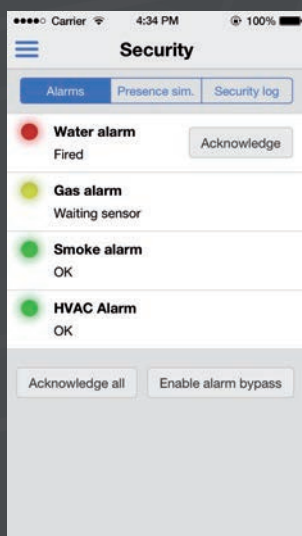 Carrier 4:34 PM 100%
Security
Alarms Presence sim. Security log
Water alarm
Fired
Acknowledge
Gas alarm
Waiting sensor
Smoke alarm
OK
HVAC Alarm
OK
Acknowledge all Enable alarm bypass